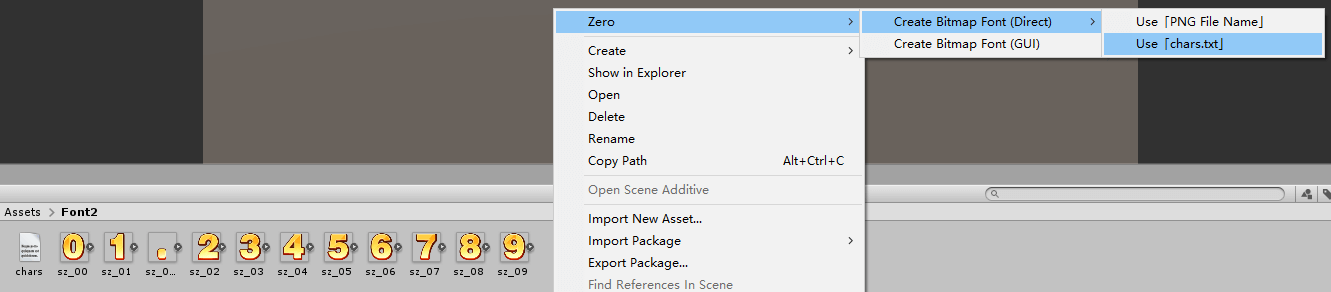 Zero
Create Bitmap Font (Direct)
Use「PNG File Name」
Create
Create Bitmap Font (GUI)
Use「chars.txt」
Show in Explorer
Open
Delete
Rename
Copy Path Alt+Ctrl+C
Open Scene Additive
Import New Asset...
Import Package
Export Package...
Find References In Scene
Assets > Font2
0 1 . 2 3 4 5 6 7 8 9
chars sz_00 sz_01 sz_0... sz_02 sz_03 sz_04 sz_05 sz_06 sz_07 sz_08 sz_09